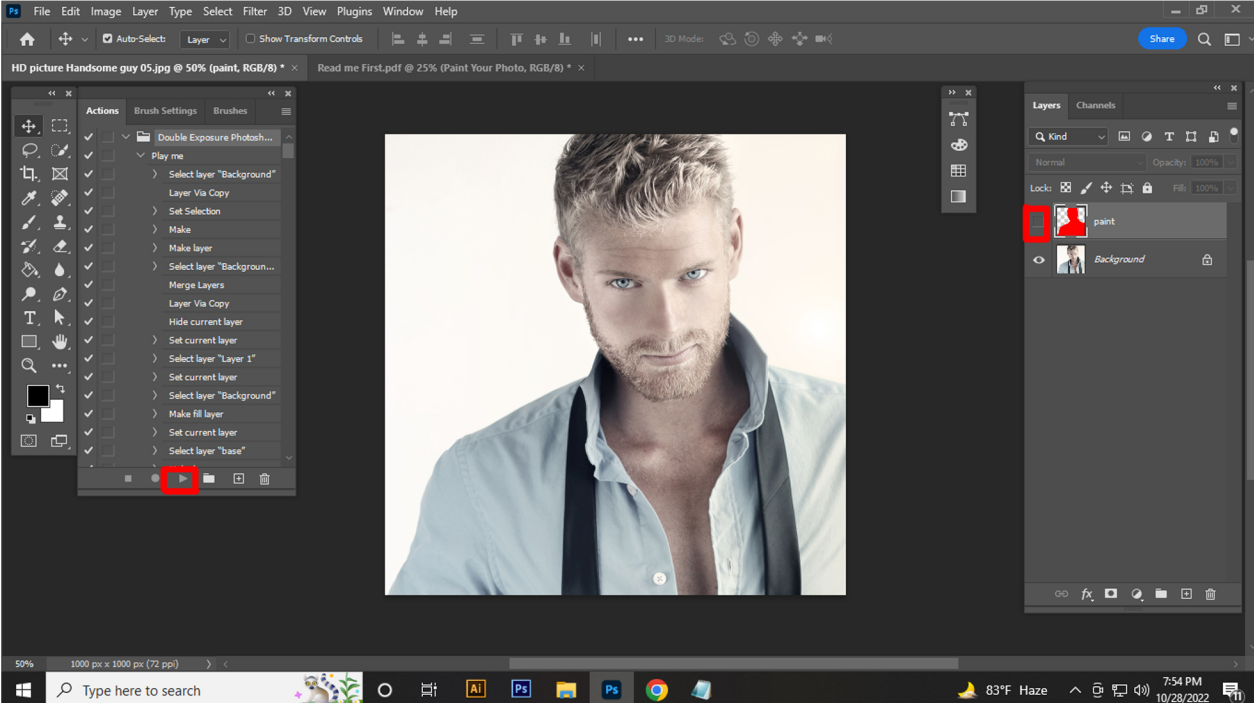 Ps File Edit Image Layer Type Select Filter 3D View Plugins Window Help
Auto-Select: Layer Show Transform Controls 3D Mode: Share
HD picture Handsome guy 05.jpg @ 50% (paint, RGB/8) * × Read me First.pdf @ 25% (Paint Your Photo, RGB/8) * ×
Actions Brush Settings Brushes
Double Exposure Photosh...
Play me
Select layer "Background"
Layer Via Copy
Set Selection
Make
Make layer
Select layer "Backgroun...
Merge Layers
Layer Via Copy
Hide current layer
Set current layer
Select layer "Layer 1"
Set current layer
Select layer "Background"
Make fill layer
Set current layer
Select layer "base"
Layers Channels
Kind
Normal Opacity: 100%
Lock: Fill: 100%
paint
Background
fx
50% 1000 px x 1000 px (72 ppi)
Type here to search
Ai Ps Ps
83°F Haze
7:54 PM
10/28/2022
11